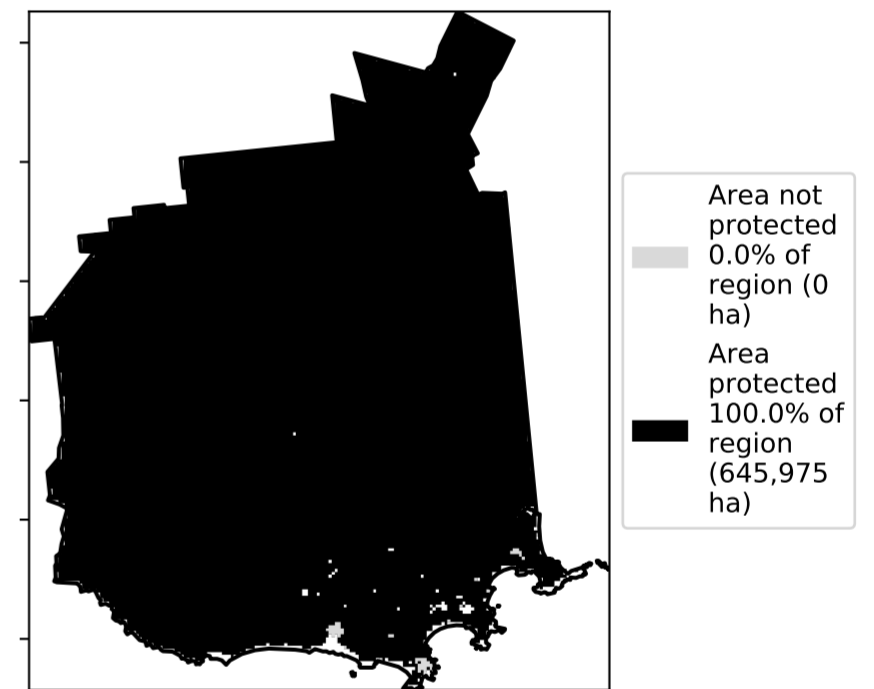 Area not
protected
0.0% of
region (0
ha)
Area
protected
100.0% of
region
(645,975
ha)